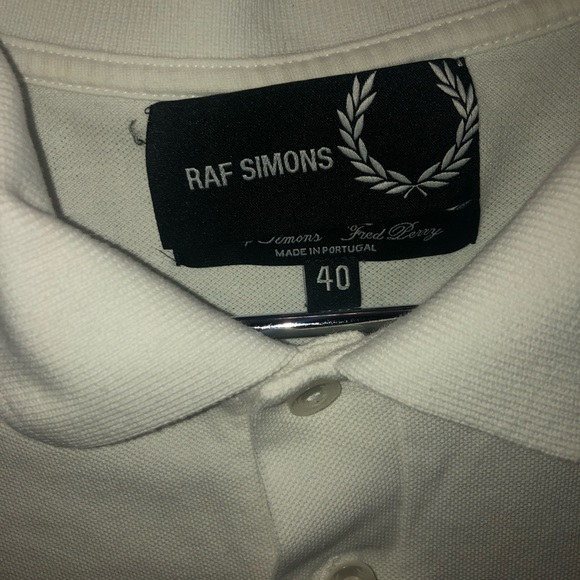 RAF SIMONS
Simons Fred Perry
MADE IN PORTUGAL
40